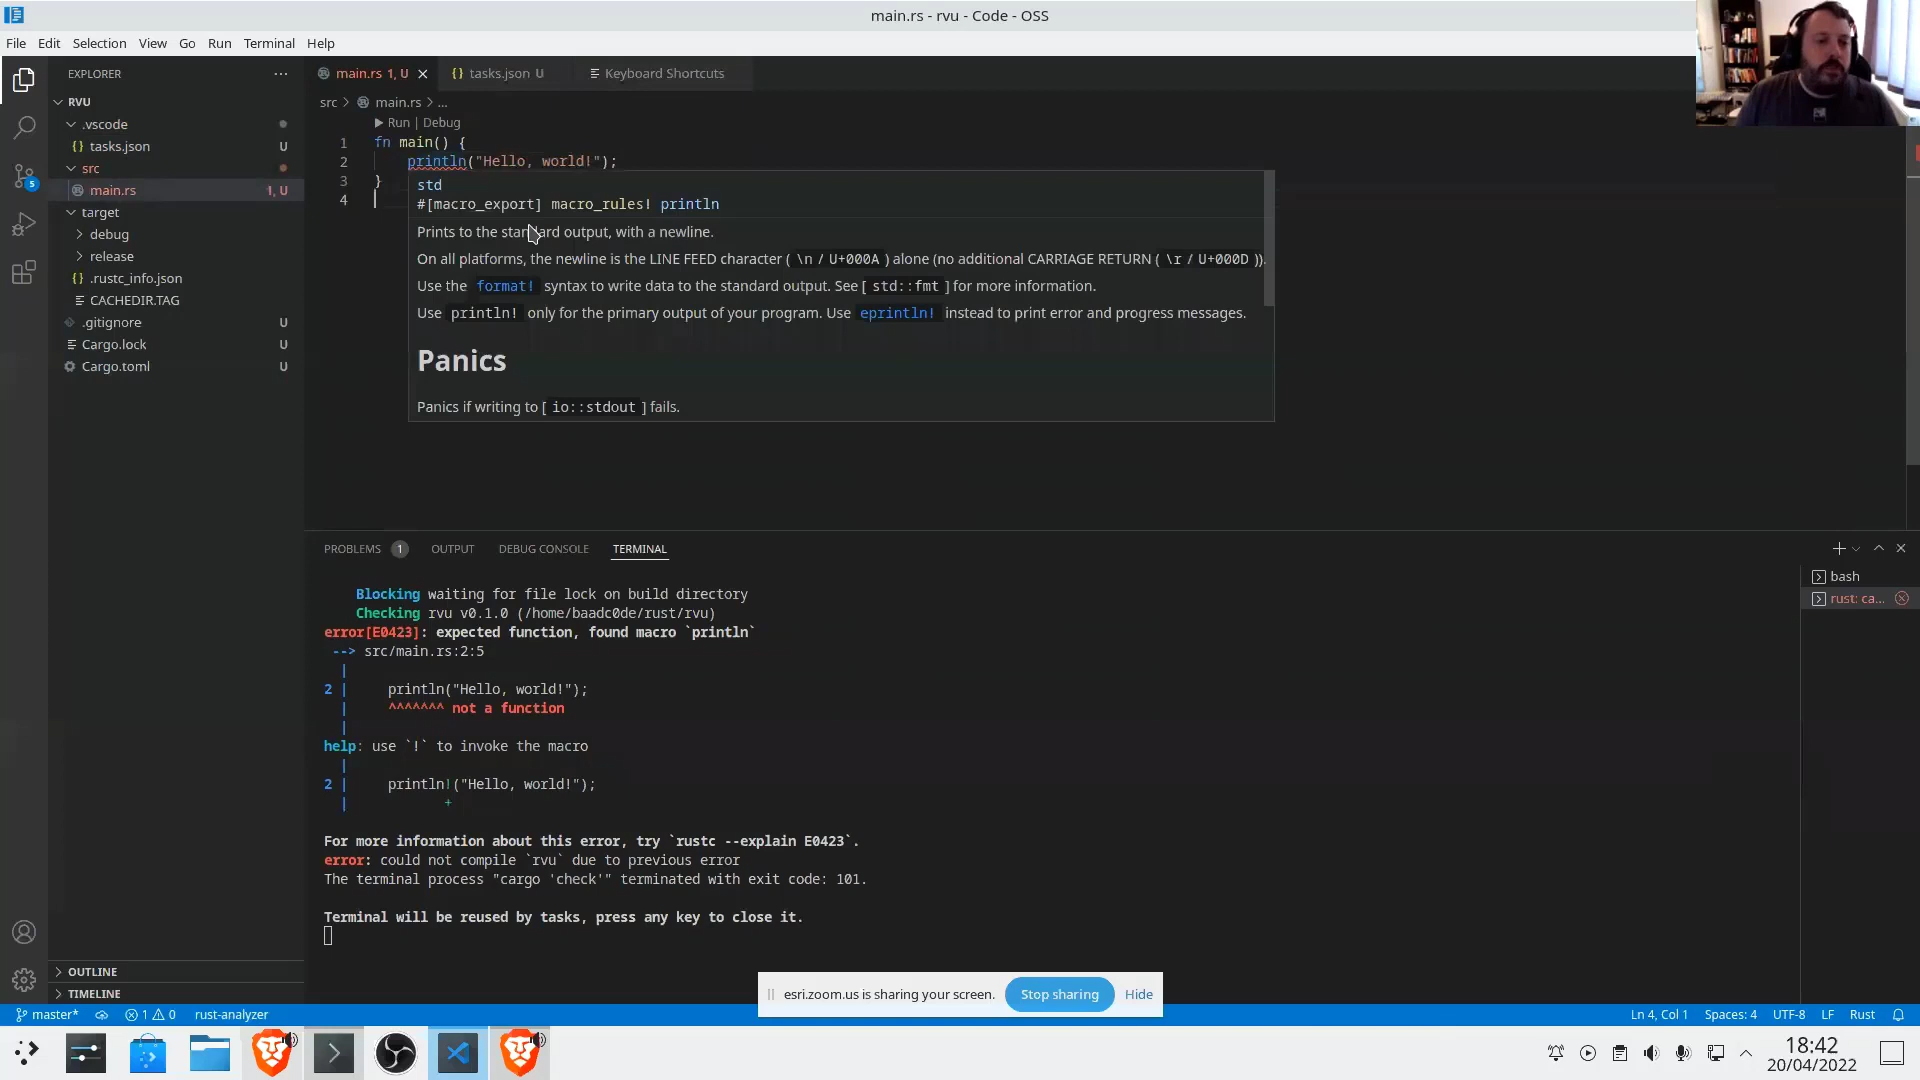 main.rs - rvu - Code - OSS
File Edit Selection View Go Run Terminal Help
EXPLORER ...
RVU
.vscode
{} tasks.json U
src
main.rs 1, U
target
debug
release
{} .rustc_info.json
CACHEDIR.TAG
.gitignore U
Cargo.lock U
Cargo.toml U
OUTLINE
TIMELINE
main.rs 1, U {} tasks.json U Keyboard Shortcuts
src > main.rs > ...
Run | Debug
1 fn main() {
2 println("Hello, world!");
3 }
4
std
#[macro_export] macro_rules! println
Prints to the standard output, with a newline.
On all platforms, the newline is the LINE FEED character ( \n / U+000A ) alone (no additional CARRIAGE RETURN ( \r / U+000D )).
Use the format! syntax to write data to the standard output. See [ std::fmt ] for more information.
Use println! only for the primary output of your program. Use eprintln! instead to print error and progress messages.
Panics
Panics if writing to [ io::stdout ] fails.
PROBLEMS 1 OUTPUT DEBUG CONSOLE TERMINAL
Blocking waiting for file lock on build directory
Checking rvu v0.1.0 (/home/baadc0de/rust/rvu)
error[E0423]: expected function, found macro `println`
--> src/main.rs:2:5
|
2 | println("Hello, world!");
| ^^^^^^^ not a function
|
help: use `!` to invoke the macro
|
2 | println!("Hello, world!");
| +
For more information about this error, try `rustc --explain E0423`.
error: could not compile `rvu` due to previous error
The terminal process "cargo 'check'" terminated with exit code: 101.
Terminal will be reused by tasks, press any key to close it.
bash
rust: ca...
esri.zoom.us is sharing your screen. Stop sharing Hide
master* 1 0 rust-analyzer
Ln 4, Col 1 Spaces: 4 UTF-8 LF Rust
5
18:42
20/04/2022